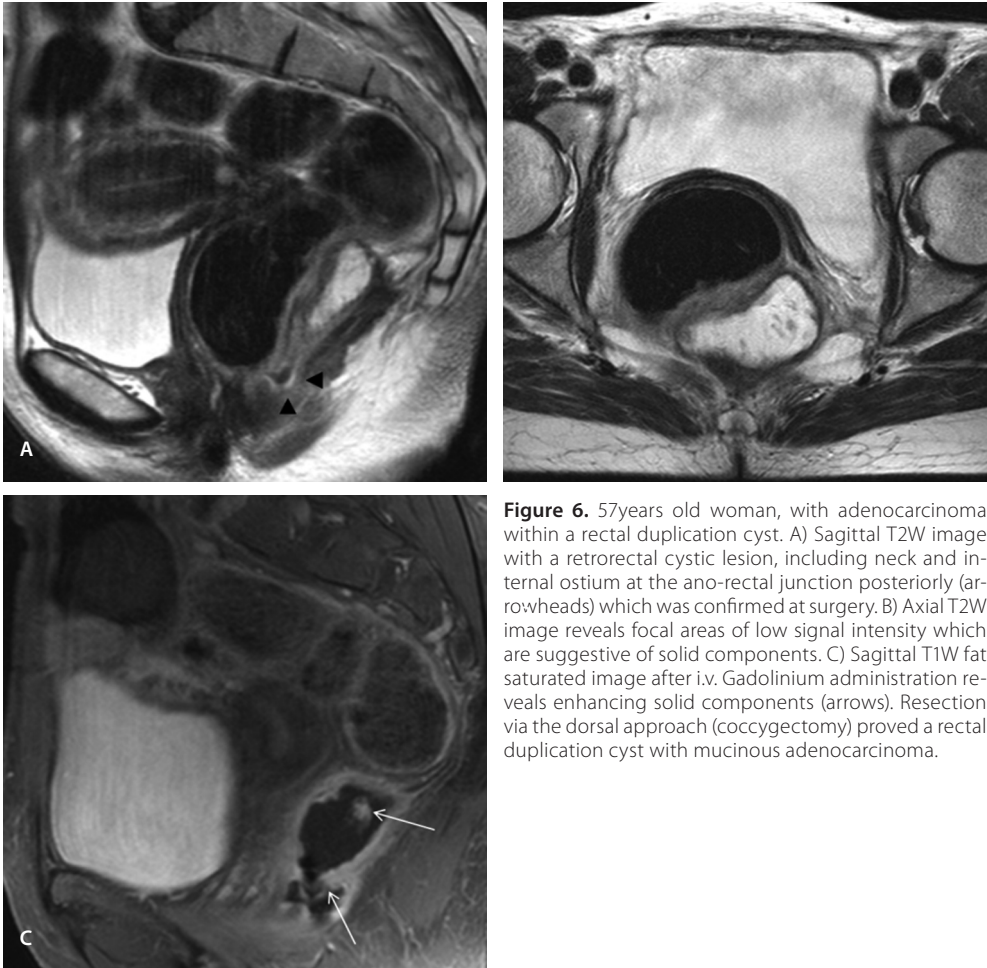 A
C
Figure 6. 57years old woman, with adenocarcinoma
within a rectal duplication cyst. A) Sagittal T2W image
with a retrorectal cystic lesion, including neck and in-
ternal ostium at the ano-rectal junction posteriorly (ar-
rowheads) which was confirmed at surgery. B) Axial T2W
image reveals focal areas of low signal intensity which
are suggestive of solid components. C) Sagittal T1W fat
saturated image after i.v. Gadolinium administration re-
veals enhancing solid components (arrows). Resection
via the dorsal approach (coccygectomy) proved a rectal
duplication cyst with mucinous adenocarcinoma.